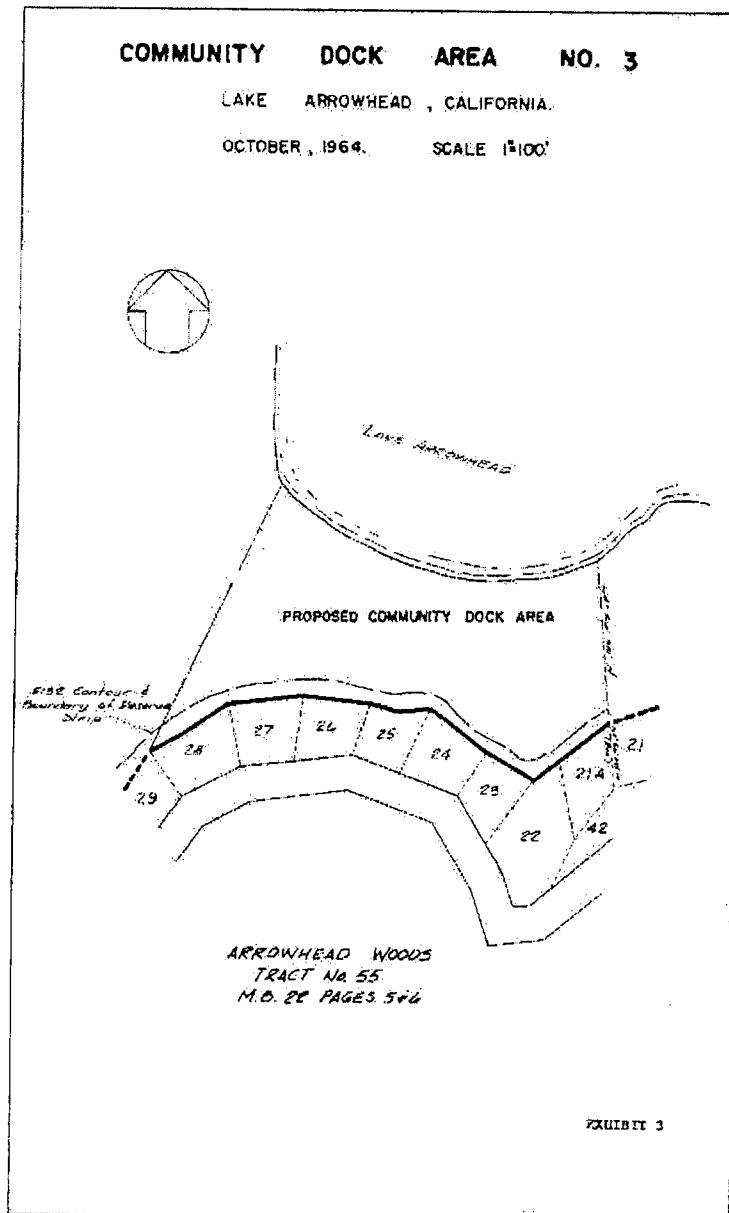 COMMUNITY DOCK AREA NO. 3
LAKE ARROWHEAD, CALIFORNIA.
OCTOBER, 1964. SCALE 1"=100'
LAKE ARROWHEAD
PROPOSED COMMUNITY DOCK AREA
Contour &
Boundary of Reserve
Strip
28
27
26
25
24
23
22
21A
21
29
42
ARROWHEAD WOODS
TRACT No. 55
M.B. PAGES 5&6
EXHIBIT 3